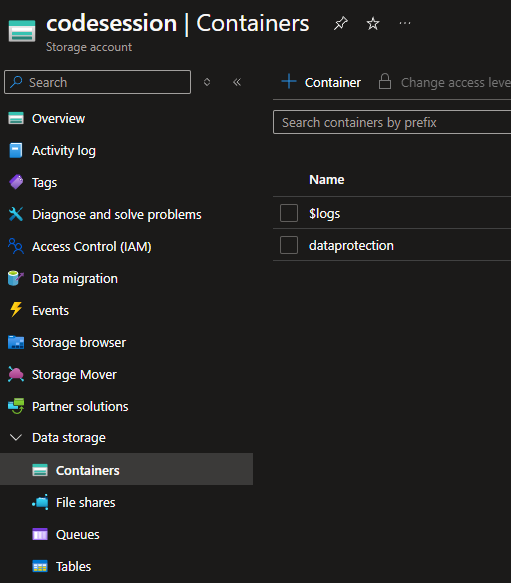 codesession | Containers
Storage account
Search
Container
Change access leve
Search containers by prefix
Name
$logs
dataprotection
Overview
Activity log
Tags
Diagnose and solve problems
Access Control (IAM)
Data migration
Events
Storage browser
Storage Mover
Partner solutions
Data storage
Containers
File shares
Queues
Tables